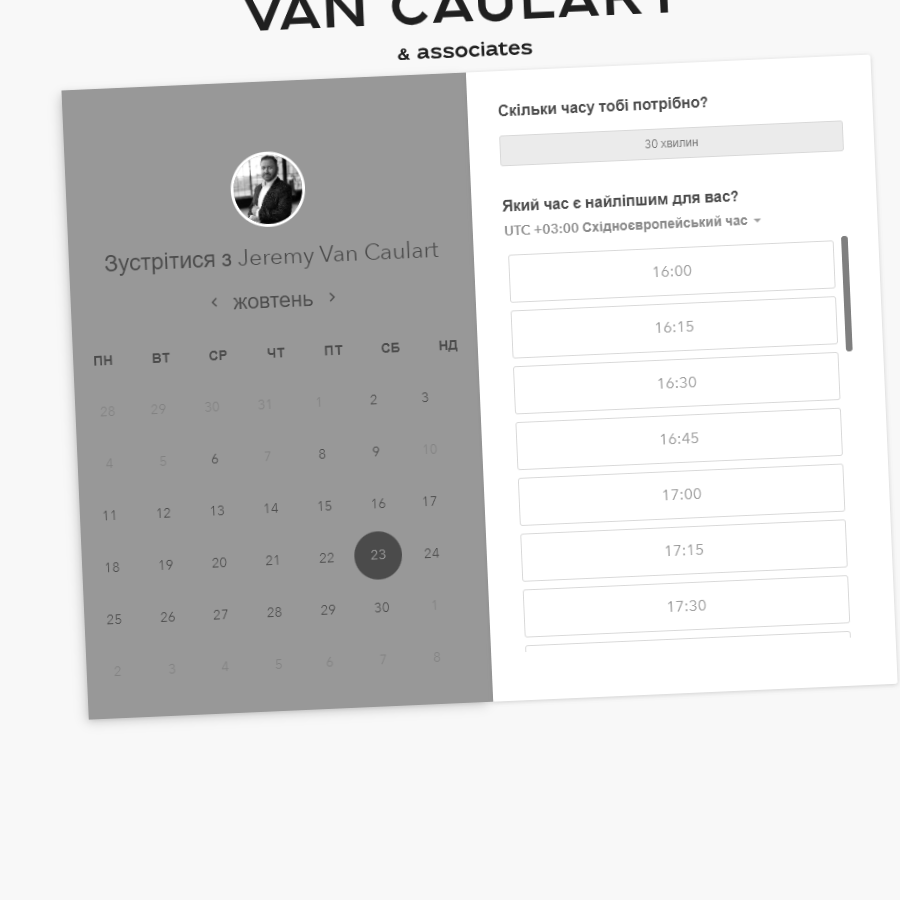 VAN CAULART
& associates
Зустрітися з Jeremy Van Caulart
жовтень
ПН ВТ СР ЧТ ПТ СБ НД
28 29 30 31 1 2 3
4 5 6 7 8 9 10
11 12 13 14 15 16 17
18 19 20 21 22 23 24
25 26 27 28 29 30 1
2 3 4 5 6 7 8
Скільки часу тобі потрібно?
30 хвилин
Який час є найліпшим для вас?
UTC +03:00 Східноєвропейський час
16:00
16:15
16:30
16:45
17:00
17:15
17:30